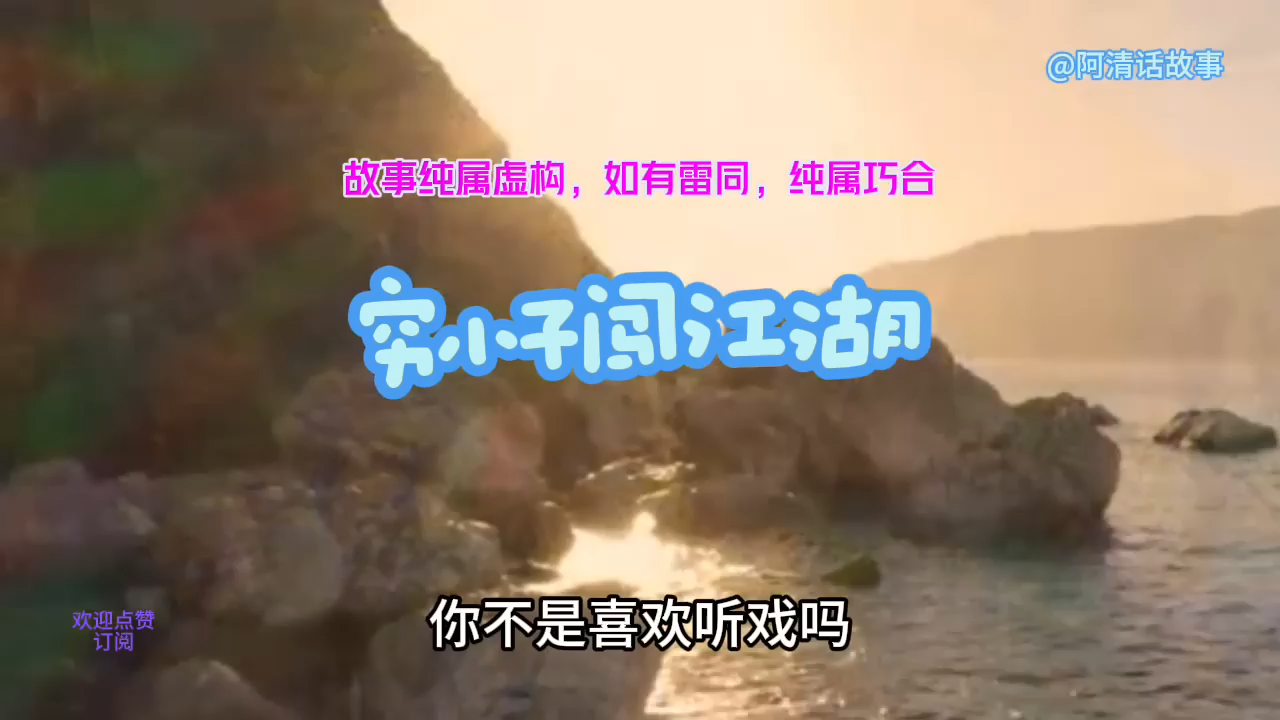 @阿清话故事
故事纯属虚构，如有雷同，纯属巧合
穷小子闯江湖
欢迎点赞
订阅
你不是喜欢听戏吗